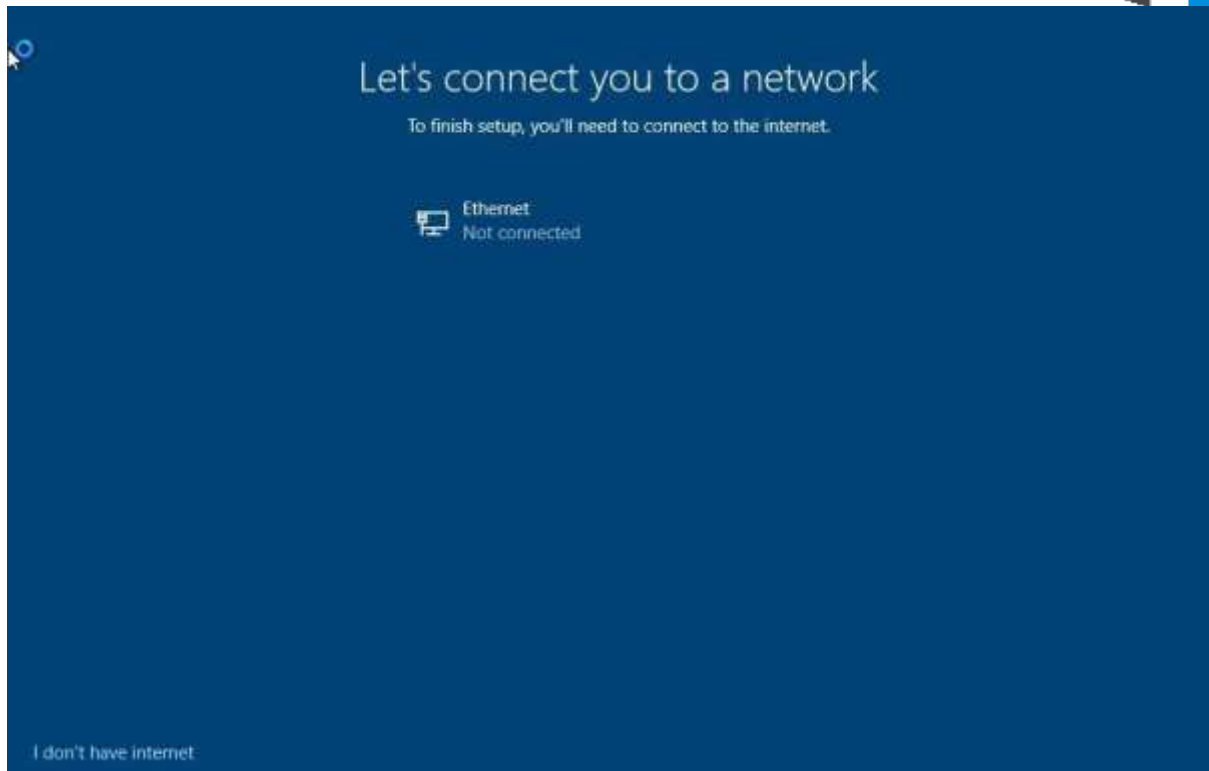 Let's connect you to a network
To finish setup, you'll need to connect to the internet.
Ethernet
Not connected
I don't have internet